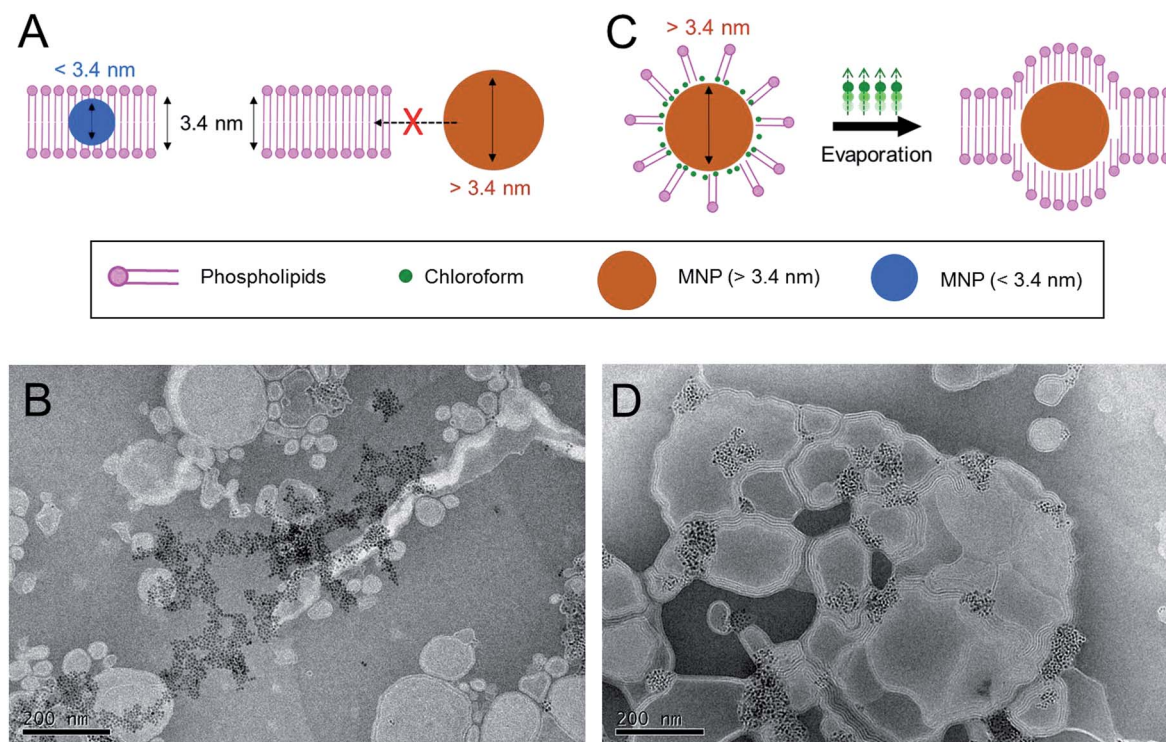 A
< 3.4 nm
3.4 nm
> 3.4 nm
C
> 3.4 nm
Evaporation
Phospholipids
Chloroform
MNP (> 3.4 nm)
MNP (< 3.4 nm)
B
200 nm
D
200 nm